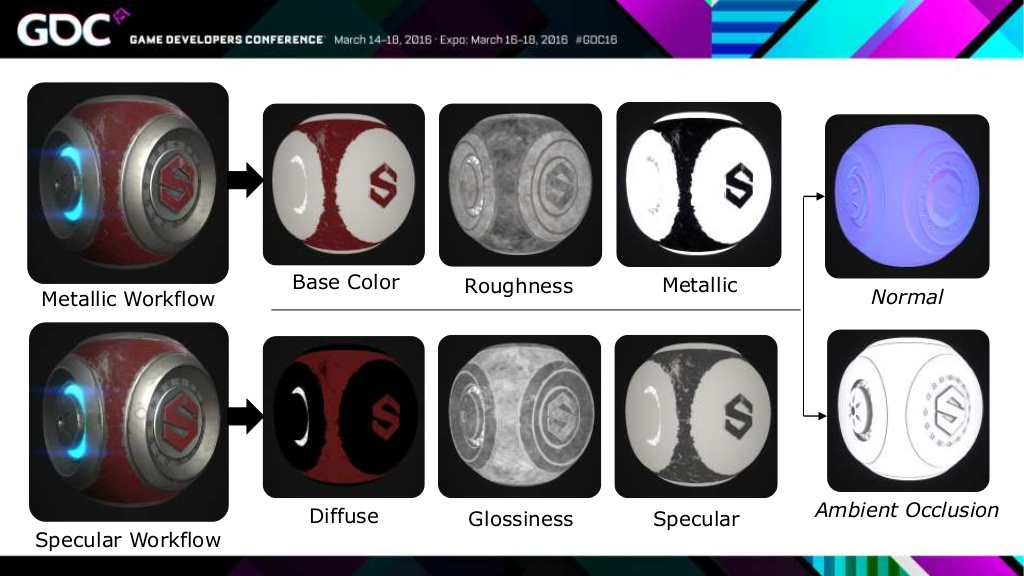 GDC
GAME DEVELOPERS CONFERENCE March 14–18, 2016 · Expo: March 16–18, 2016 #GDC16
Metallic Workflow
Base Color
Roughness
Metallic
Normal
Specular Workflow
Diffuse
Glossiness
Specular
Ambient Occlusion
S
S
S
S
S
S
S
S